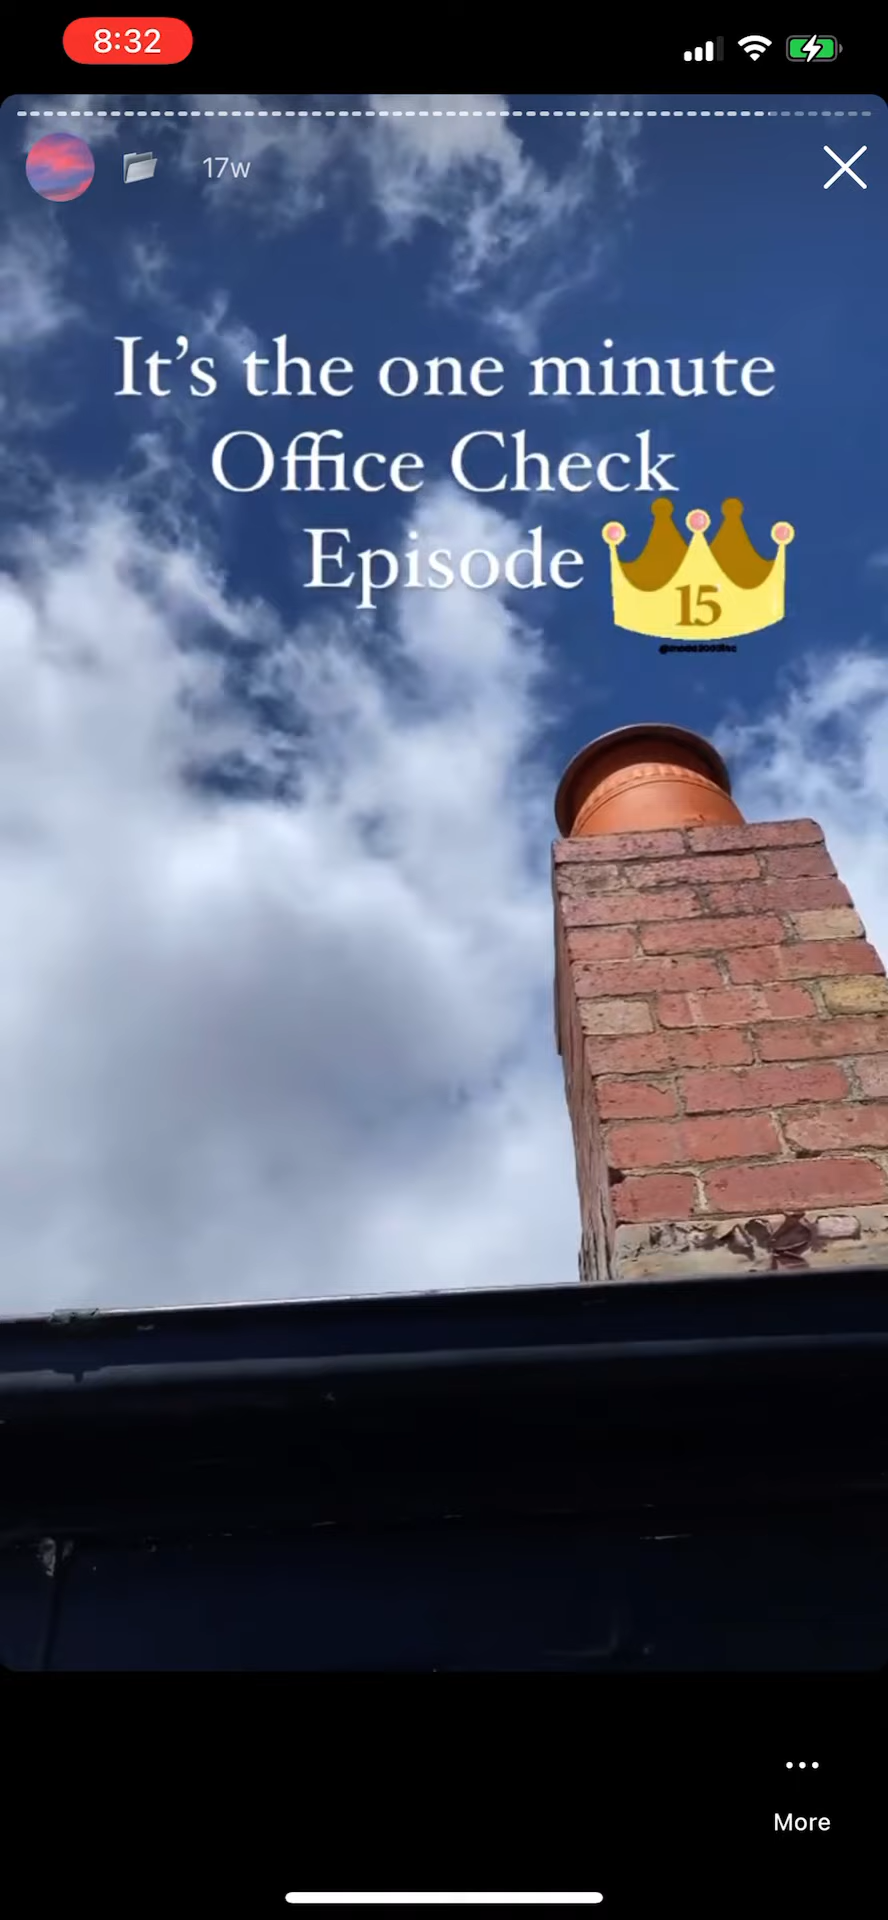 8:32
17w
It’s the one minute
Office Check
Episode
15
More